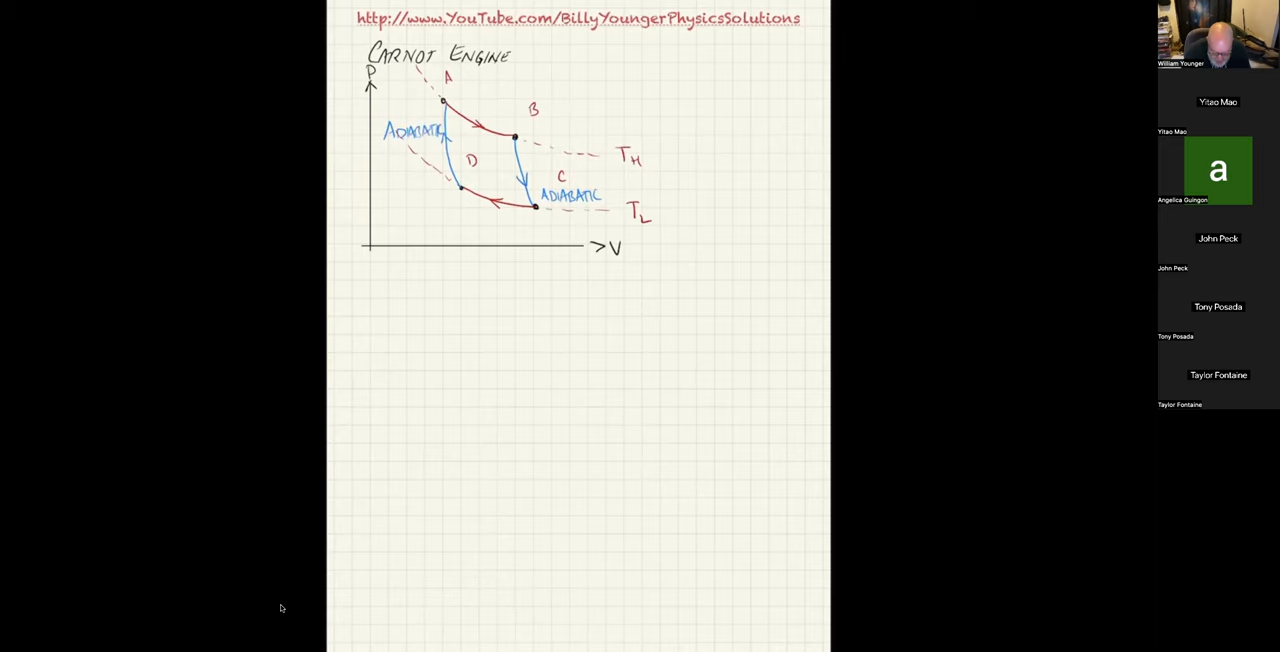 http://www.YouTube.com/BillyYoungerPhysicsSolutions
CARNOT ENGINE
P
A
B
ADIABATIC
D
TH
C
ADIABATIC
TL
V
William Younger
Yitao Mao
Yitao Mao
a
Angelica Guingon
John Peck
John Peck
Tony Posada
Tony Posada
Taylor Fontaine
Taylor Fontaine